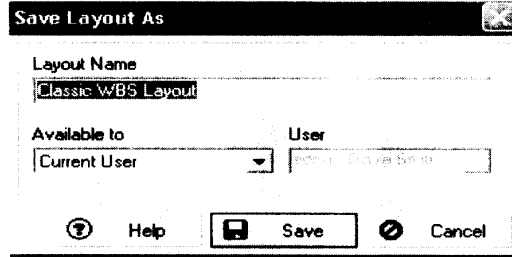 Save Layout As
Layout Name
Classic WBS Layout
Available to User
Current User
Help Save Cancel